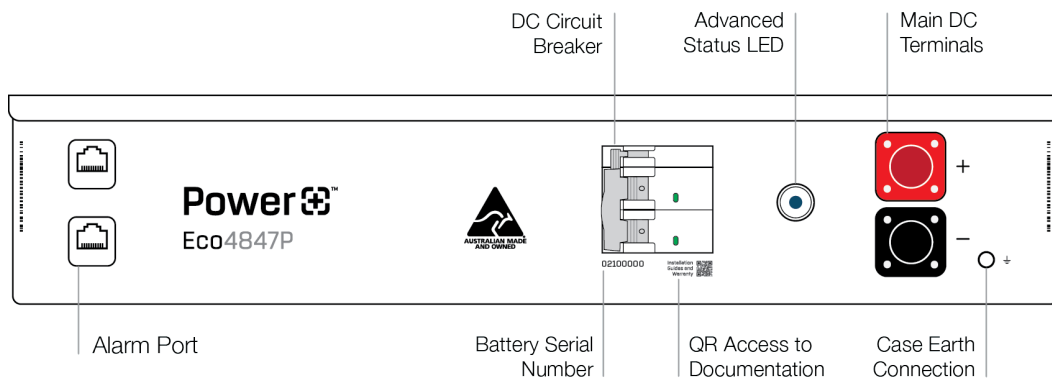 DC Circuit
Breaker
Advanced
Status LED
Main DC
Terminals
Power™
Eco4847P
AUSTRALIAN MADE
AND OWNED
+
−
02100000
Installation
Guides and
Warranty
Alarm Port
Battery Serial
Number
QR Access to
Documentation
Case Earth
Connection